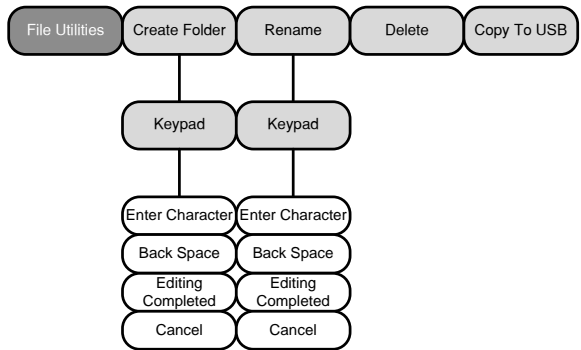 File Utilities
Create Folder
Rename
Delete
Copy To USB
Keypad
Keypad
Enter Character
Enter Character
Back Space
Back Space
Editing
Completed
Editing
Completed
Cancel
Cancel